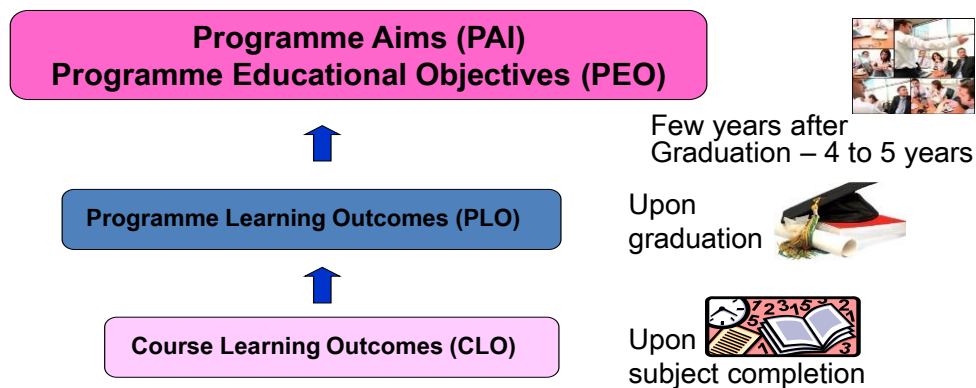 Programme Aims (PAI)
Programme Educational Objectives (PEO)
Few years after
Graduation – 4 to 5 years
Programme Learning Outcomes (PLO)
Upon
graduation
Course Learning Outcomes (CLO)
Upon
subject completion